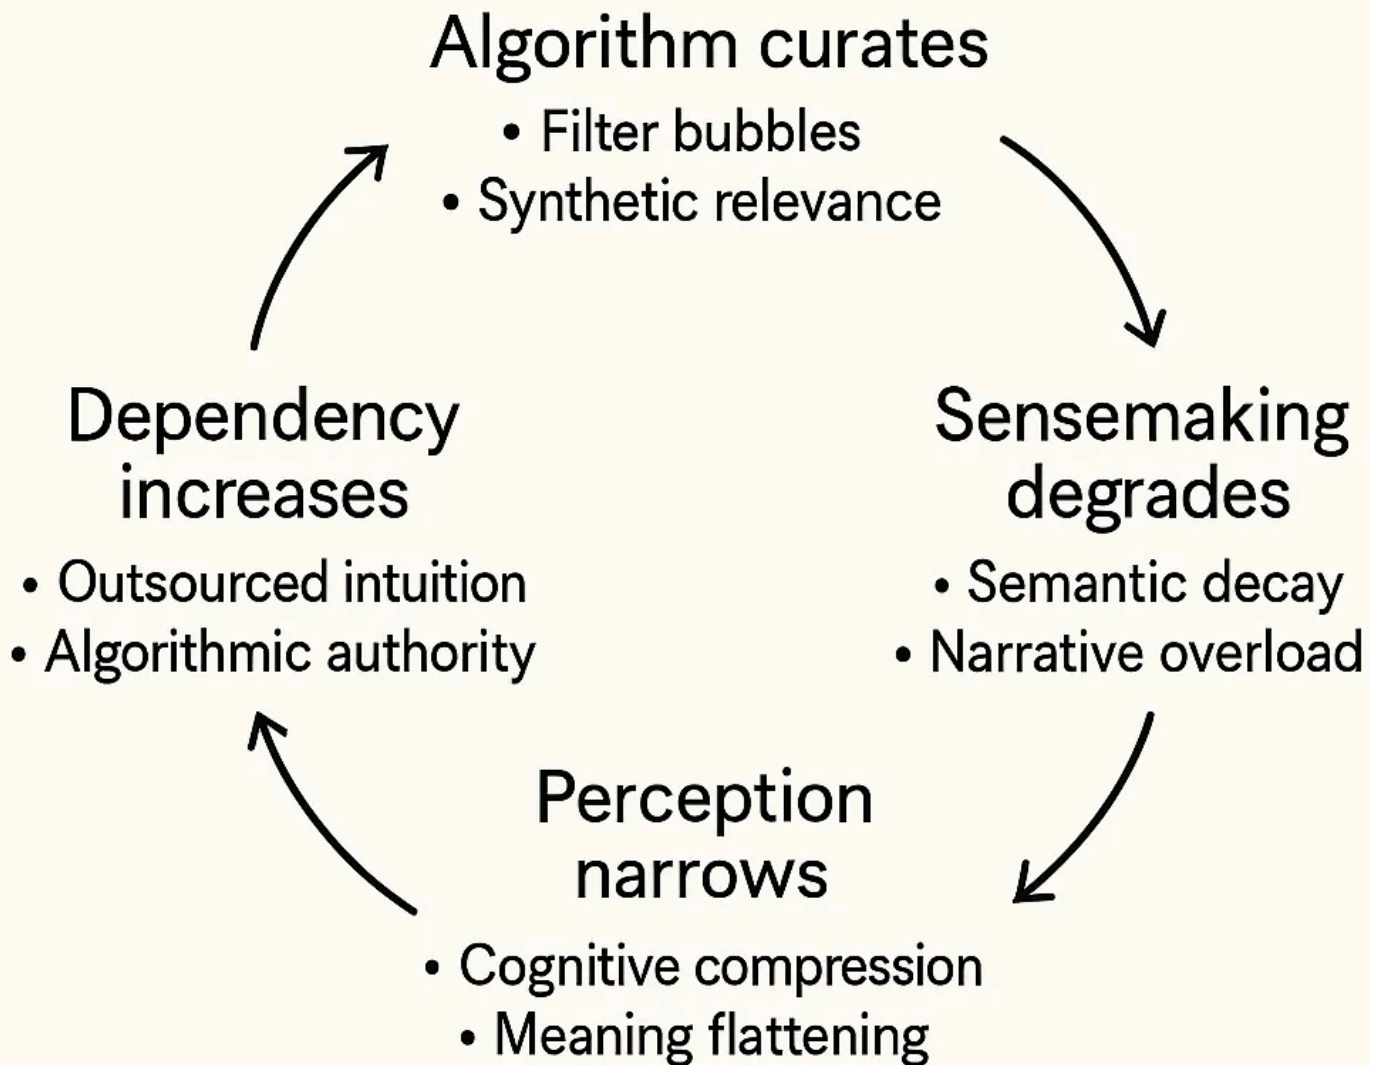 Algorithm curates
• Filter bubbles
• Synthetic relevance
Sensemaking
degrades
• Semantic decay
• Narrative overload
Perception
narrows
• Cognitive compression
• Meaning flattening
Dependency
increases
• Outsourced intuition
• Algorithmic authority